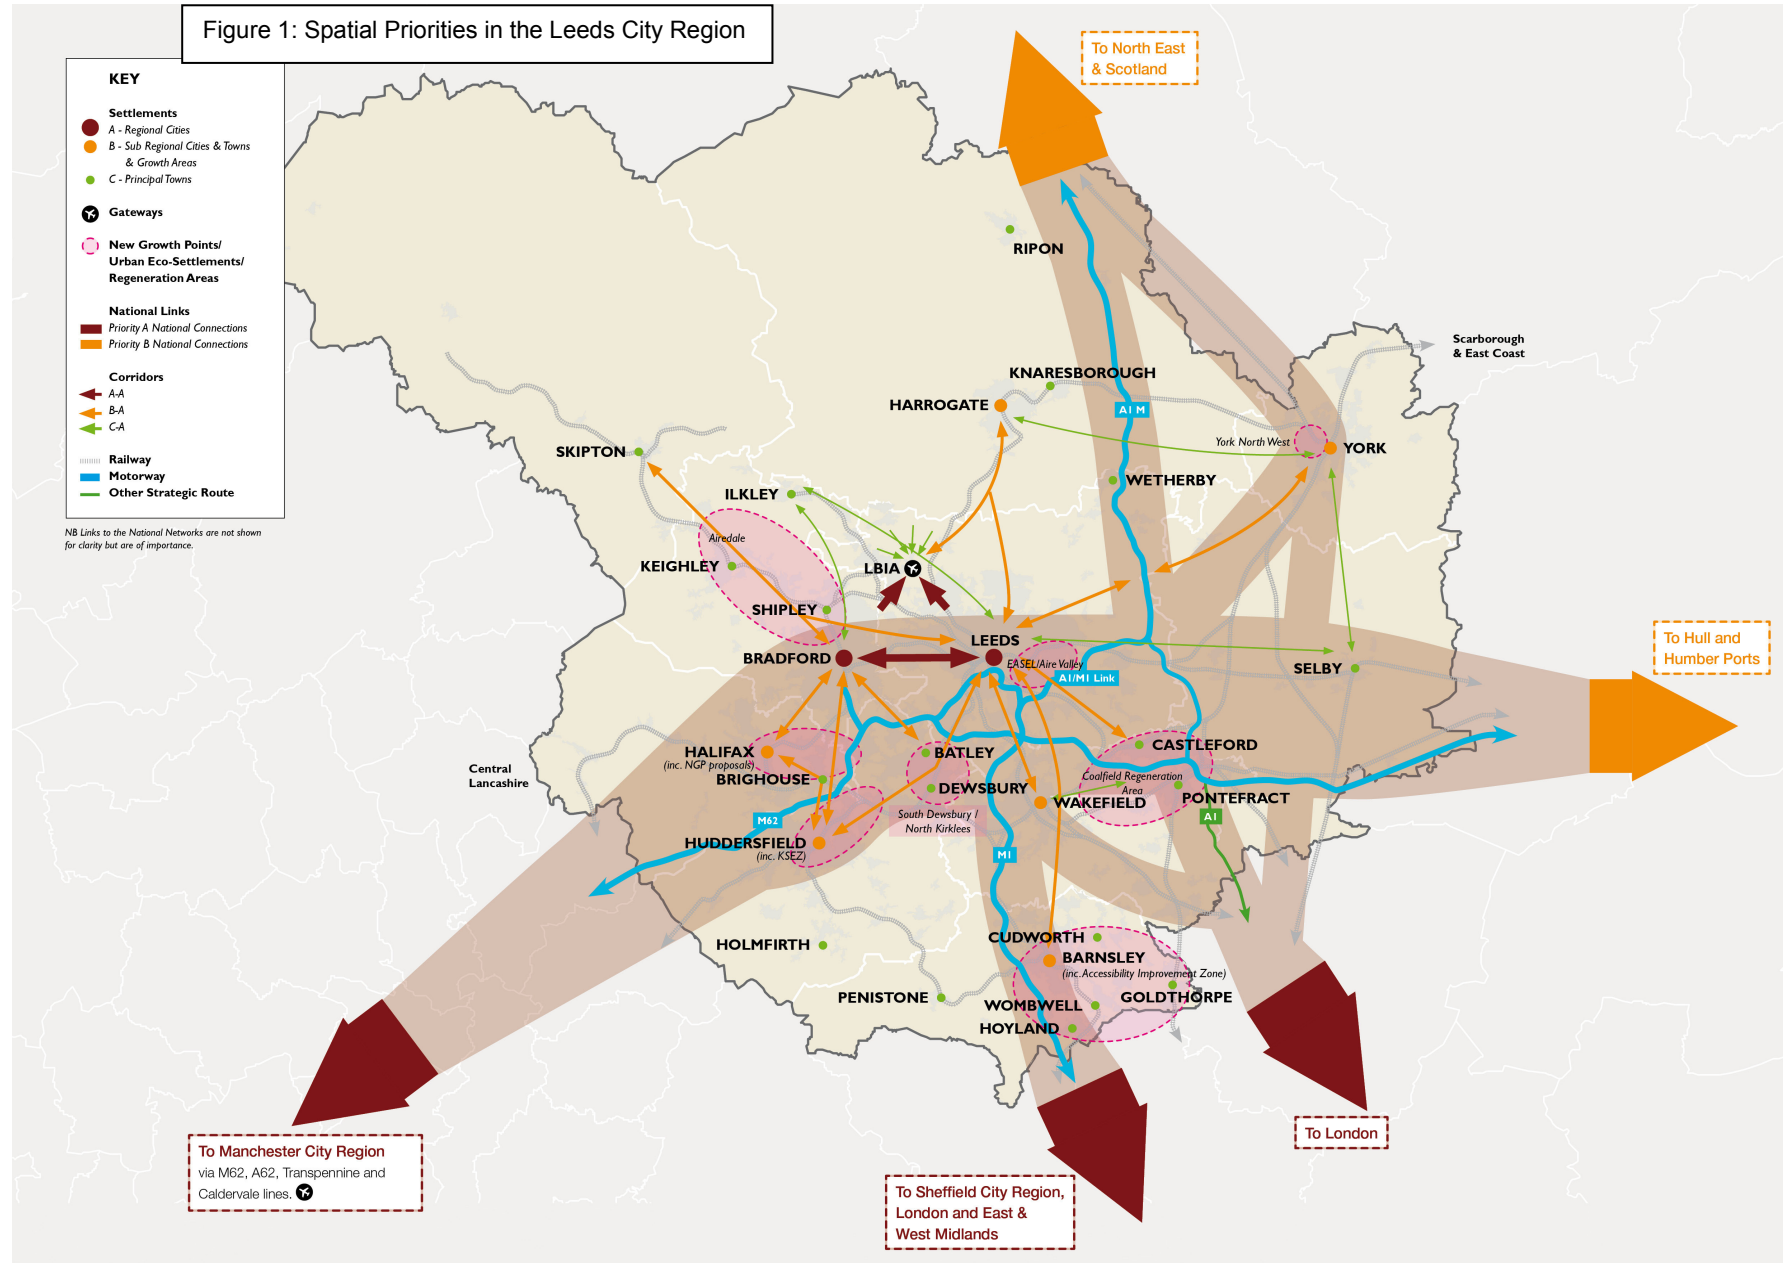 Figure 1: Spatial Priorities in the Leeds City Region
KEY
Settlements
A - Regional Cities
B - Sub Regional Cities & Towns
& Growth Areas
C - Principal Towns
Gateways
New Growth Points/
Urban Eco-Settlements/
Regeneration Areas
National Links
Priority A National Connections
Priority B National Connections
Corridors
A-A
B-A
C-A
Railway
Motorway
Other Strategic Route
NB Links to the National Networks are not shown
for clarity but are of importance.
To North East
& Scotland
RIPON
Scarborough
& East Coast
KNARESBOROUGH
HARROGATE
A1 M
York North West
YORK
SKIPTON
WETHERBY
ILKLEY
Airedale
KEIGHLEY
LBIA
SHIPLEY
LEEDS
BRADFORD
EASEL/Aire Valley
A1/M1 Link
SELBY
To Hull and
Humber Ports
HALIFAX
(inc. NGP proposals)
BATLEY
CASTLEFORD
Central
Lancashire
BRIGHOUSE
DEWSBURY
Coalfield Regeneration
Area
WAKEFIELD
PONTEFRACT
M62
South Dewsbury /
North Kirklees
A1
HUDDERSFIELD
(inc. KSEZ)
M1
HOLMFIRTH
CUDWORTH
BARNSLEY
(inc. Accessibility Improvement Zone)
PENISTONE
GOLDTHORPE
WOMBWELL
HOYLAND
To Manchester City Region
via M62, A62, Transpennine and
Caldervale lines.
To London
To Sheffield City Region,
London and East &
West Midlands